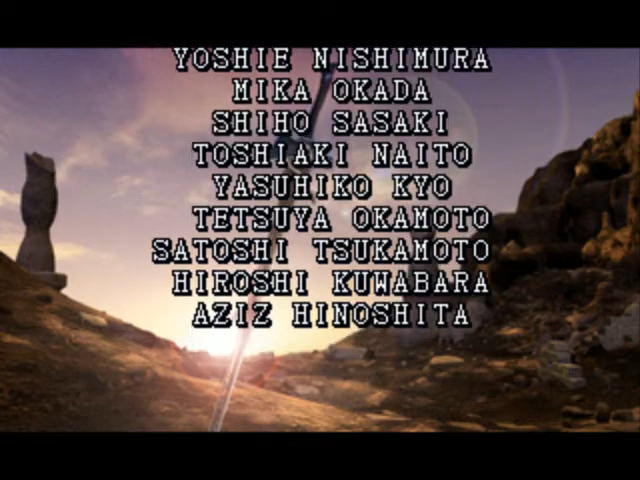 YOSHIE NISHIMURA
MIKA OKADA
SHIHO SASAKI
TOSHIAKI NAITO
YASUHIKO KYO
TETSUYA OKAMOTO
SATOSHI TSUKAMOTO
HIROSHI KUWABARA
AZIZ HINOSHITA